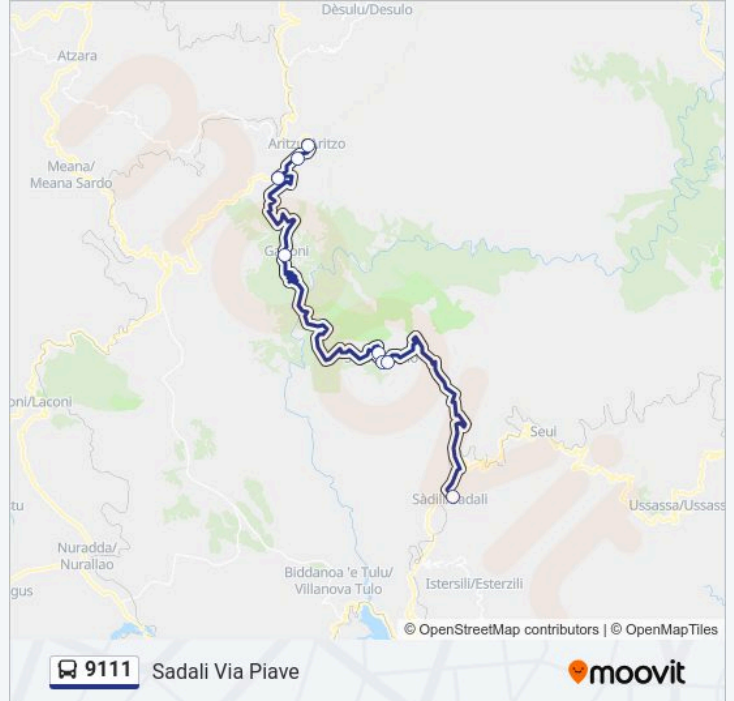 Dèsulu/Desulo
Atzara
Aritzu/Aritzo
Meana/
Meana Sardo
oni/Laconi
Seui
Sàdili/Sadali
Ussassa/Ussass
tu
Nuradda/
Nurallao
Biddanoa 'e Tulu/
Villanova Tulo
Istersili/Esterzili
gus
© OpenStreetMap contributors | © OpenMapTiles
9111 Sadali Via Piave
moovit